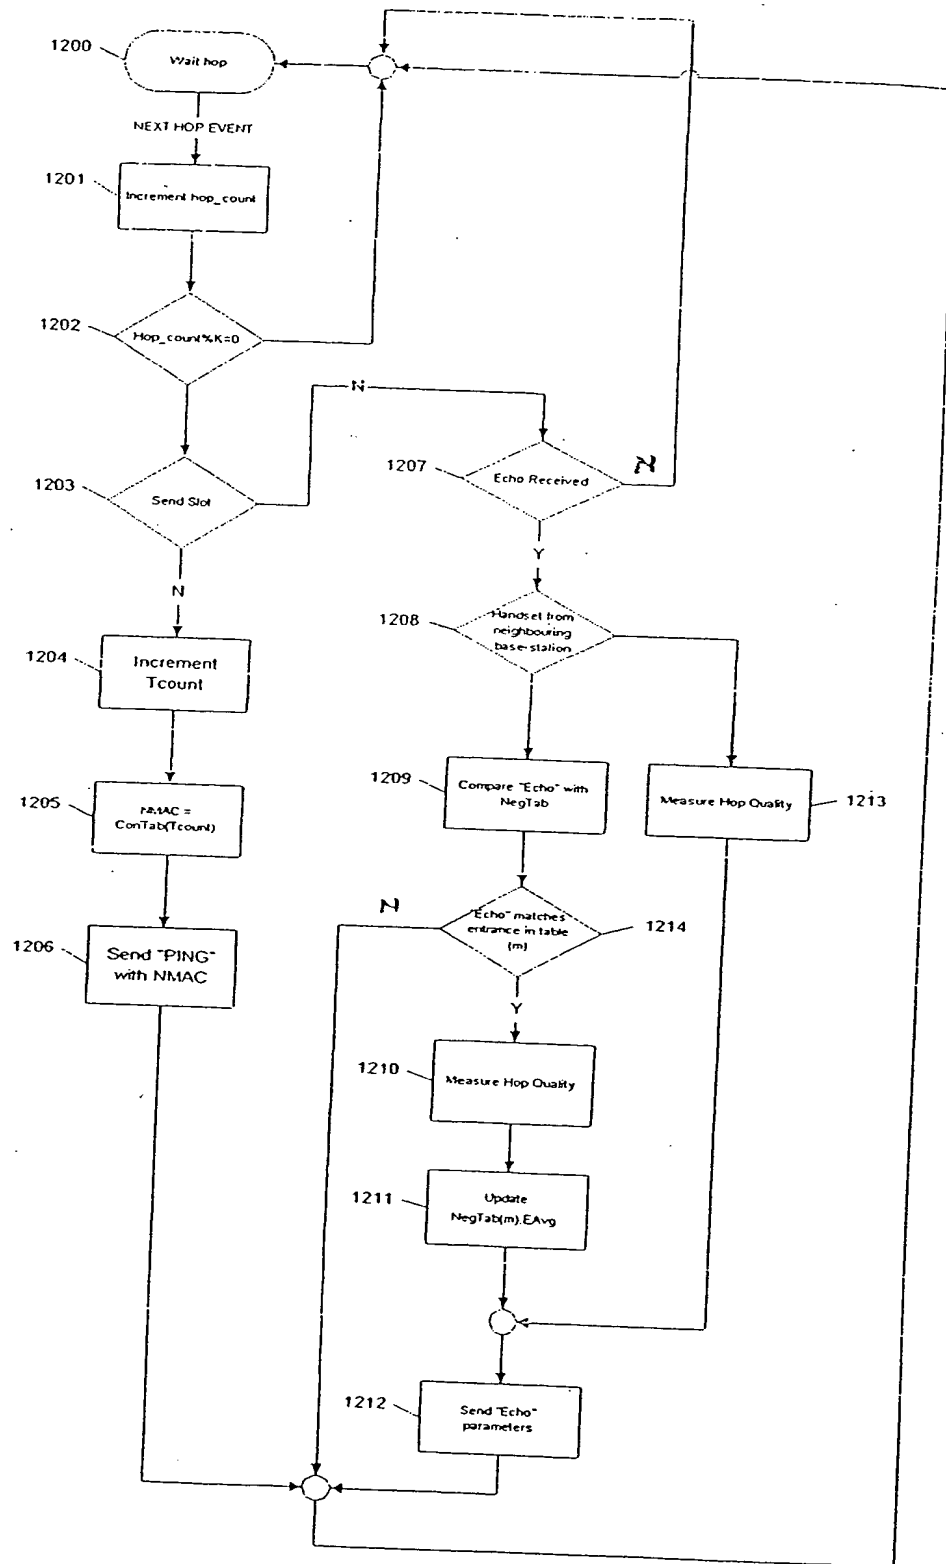 1200
Wait hop
NEXT HOP EVENT
1201
Increment hop_count
1202
Hop_count%K=0
1203
Send Slot
N
N
1204
Increment
Tcount
1205
NMAC =
ConTab(Tcount)
1206
Send "PING"
with NMAC
1207
Echo Received
N
Y
1208
Handset from
neighbouring
base-station
1209
Compare "Echo" with
NegTab
Measure Hop Quality
1213
N
"Echo" matches
entrance in table
(m)
1214
Y
1210
Measure Hop Quality
1211
Update
NegTab(m).EAvg
1212
Send "Echo"
parameters